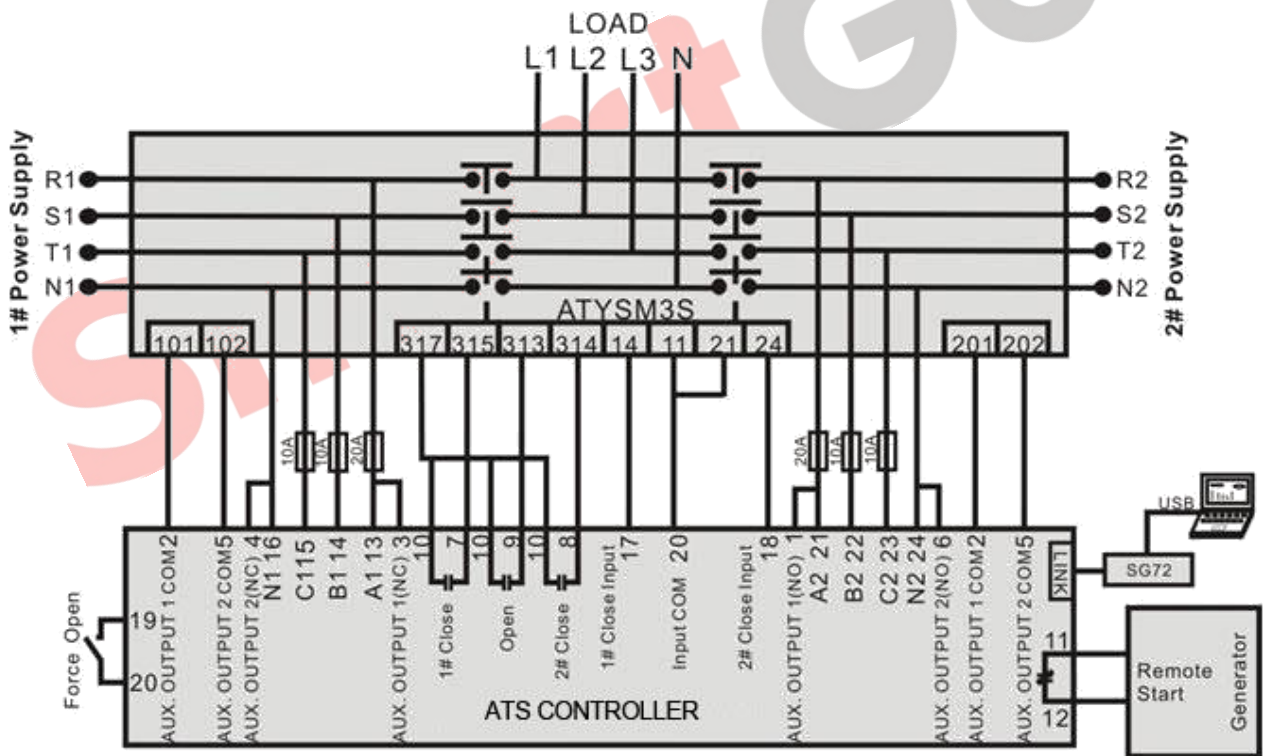 LOAD
L1 L2 L3 N
1# Power Supply
R1
S1
T1
N1
2# Power Supply
R2
S2
T2
N2
ATYSM3S
101 102
317 315 313 314 14 11 21 24
201 202
10A
10A
20A
20A
10A
10A
AUX. OUTPUT 1 COM2
AUX. OUTPUT 2 COM5
AUX. OUTPUT 2(NC) 4
N1 16
C115
B1 14
A1 13
AUX. OUTPUT 1(NC) 3
10
7
10
9
10
8
1# Close
Open
2# Close
1# Close Input 17
Input COM 20
2# Close Input 18
AUX. OUTPUT 1(NO) 1
A2 21
B2 22
C2 23
N2 24
AUX. OUTPUT 2(NO) 6
AUX. OUTPUT 1 COM2
AUX. OUTPUT 2 COM5
LINK
SG72
USB
Force Open
19
20
11
12
Remote
Start
Generator
ATS CONTROLLER